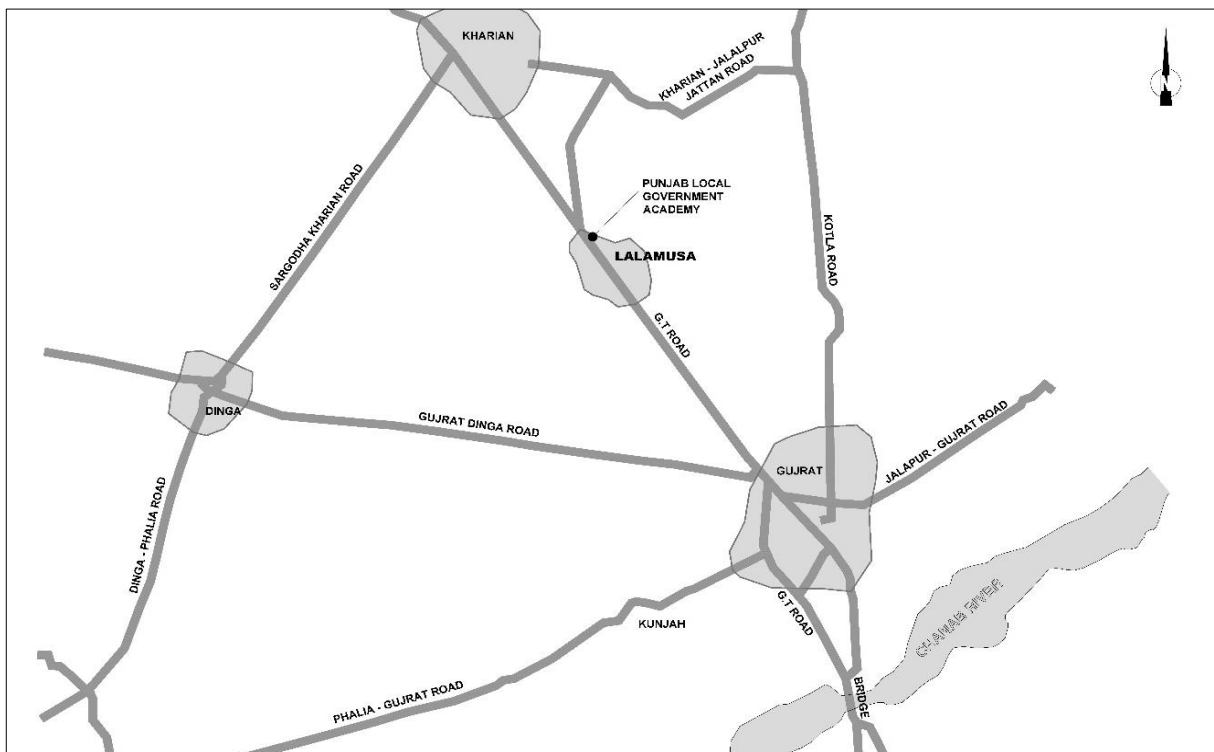 KHARIAN
KHARIAN - JALALPUR
JATTAN ROAD
PUNJAB LOCAL
GOVERNMENT
ACADEMY
SARGODHA KHARIAN ROAD
LALAMUSA
KOTLA ROAD
G.T ROAD
DINGA
GUJRAT DINGA ROAD
GUJRAT
JALAPUR - GUJRAT ROAD
DINGA - PHALIA ROAD
CHANAB RIVER
G.T ROAD
KUNJAH
BRIDGE
PHALIA - GUJRAT ROAD